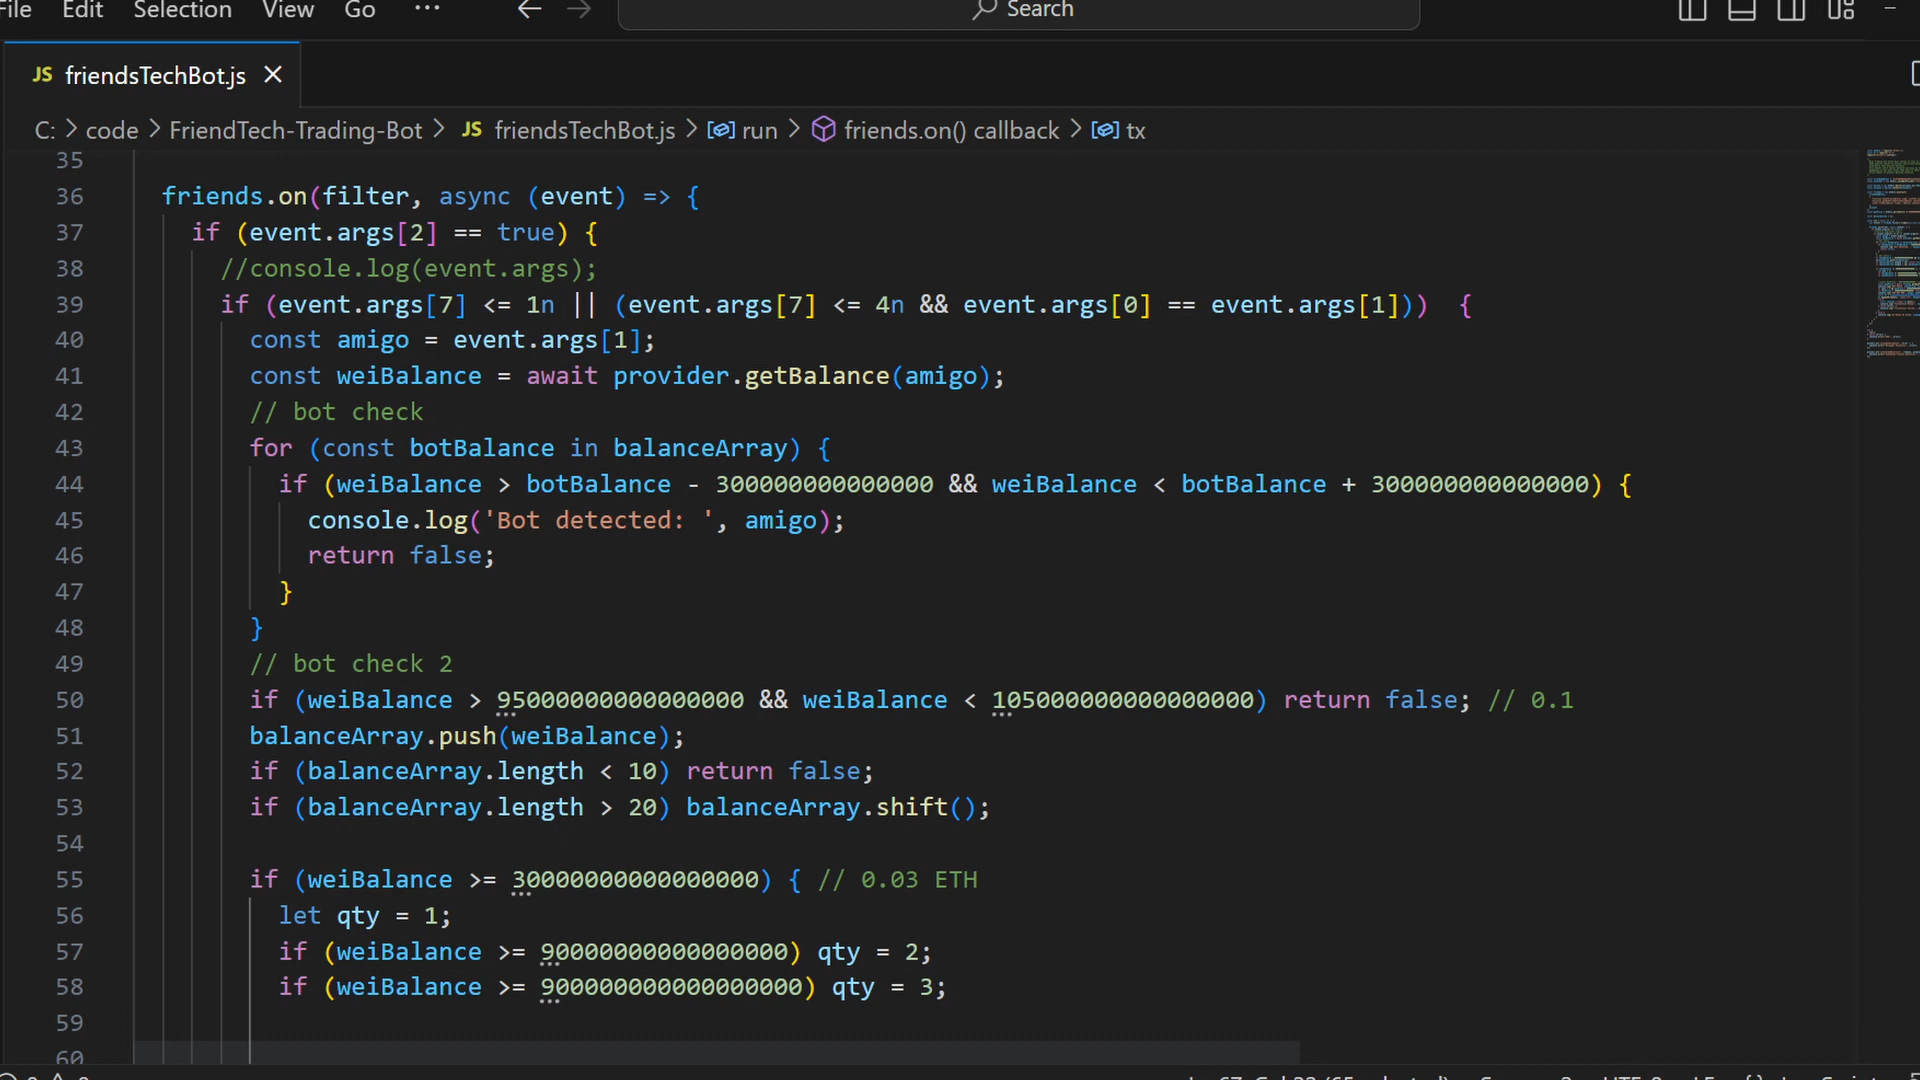 File Edit Selection View Go ··· Search
JS friendsTechBot.js
C: > code > FriendTech-Trading-Bot > JS friendsTechBot.js > run > friends.on() callback > tx
35
36 friends.on(filter, async (event) => {
37 if (event.args[2] == true) {
38 //console.log(event.args);
39 if (event.args[7] <= 1n || (event.args[7] <= 4n && event.args[0] == event.args[1])) {
40 const amigo = event.args[1];
41 const weiBalance = await provider.getBalance(amigo);
42 // bot check
43 for (const botBalance in balanceArray) {
44 if (weiBalance > botBalance - 300000000000000 && weiBalance < botBalance + 300000000000000) {
45 console.log('Bot detected: ', amigo);
46 return false;
47 }
48 }
49 // bot check 2
50 if (weiBalance > 95000000000000000 && weiBalance < 105000000000000000) return false; // 0.1
51 balanceArray.push(weiBalance);
52 if (balanceArray.length < 10) return false;
53 if (balanceArray.length > 20) balanceArray.shift();
54
55 if (weiBalance >= 30000000000000000) { // 0.03 ETH
56 let qty = 1;
57 if (weiBalance >= 90000000000000000) qty = 2;
58 if (weiBalance >= 900000000000000000) qty = 3;
59
60